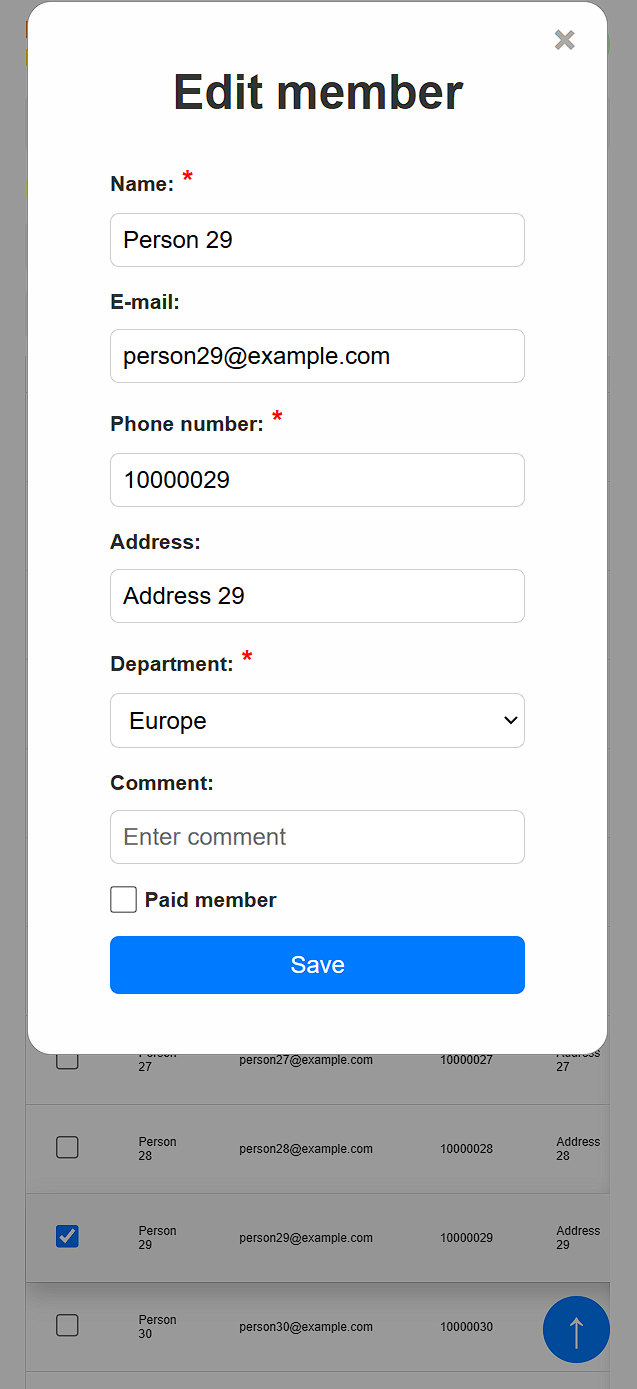 ×
Edit member
Name: *
Person 29
E-mail:
person29@example.com
Phone number: *
10000029
Address:
Address 29
Department: *
Europe
Comment:
Enter comment
Paid member
Save
Person person27@example.com 10000027 Address
27 27
Person person28@example.com 10000028 Address
28 28
Person person29@example.com 10000029 Address
29 29
Person person30@example.com 10000030
30
↑